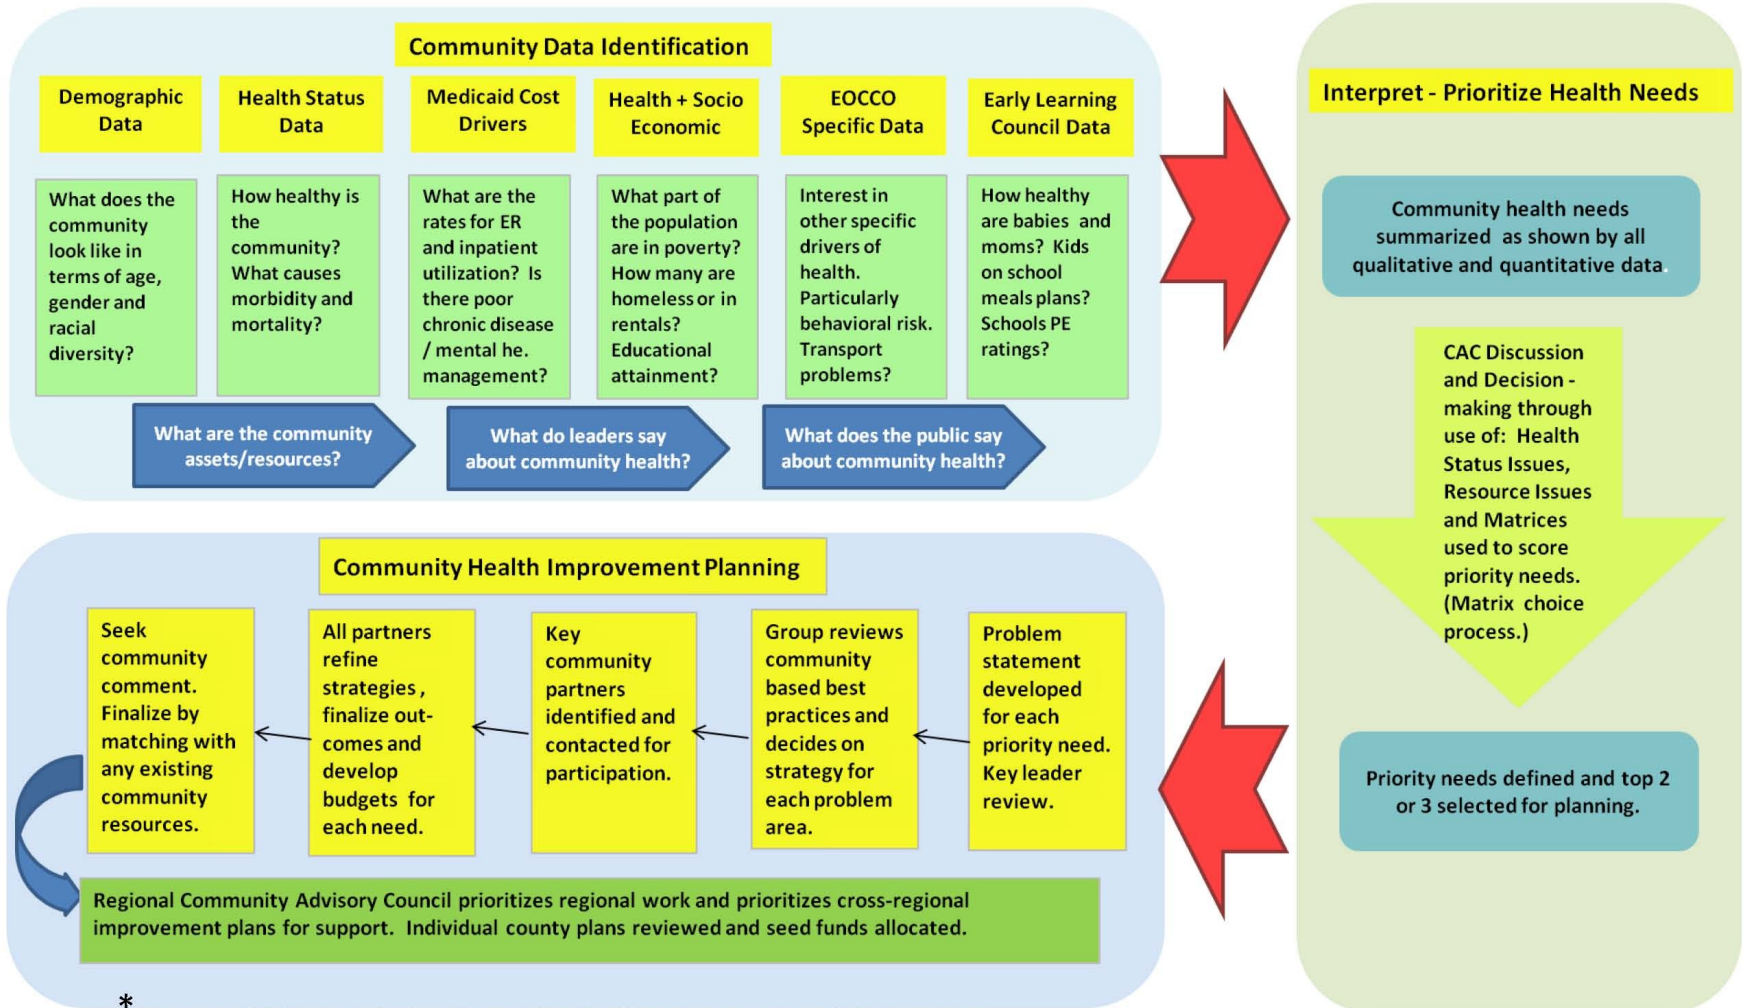 Community Data Identification
Demographic
Data
Health Status
Data
Medicaid Cost
Drivers
Health + Socio
Economic
EOCCO
Specific Data
Early Learning
Council Data
What does the
community
look like in
terms of age,
gender and
racial
diversity?
How healthy is
the
community?
What causes
morbidity and
mortality?
What are the
rates for ER
and inpatient
utilization? Is
there poor
chronic disease
/ mental he.
management?
What part of
the population
are in poverty?
How many are
homeless or in
rentals?
Educational
attainment?
Interest in
other specific
drivers of
health.
Particularly
behavioral risk.
Transport
problems?
How healthy
are babies and
moms? Kids
on school
meals plans?
Schools PE
ratings?
What are the community
assets/resources?
What do leaders say
about community health?
What does the public say
about community health?
Interpret - Prioritize Health Needs
Community health needs
summarized as shown by all
qualitative and quantitative data.
CAC Discussion
and Decision -
making through
use of: Health
Status Issues,
Resource Issues
and Matrices
used to score
priority needs.
(Matrix choice
process.)
Priority needs defined and top 2
or 3 selected for planning.
Community Health Improvement Planning
Seek
community
comment.
Finalize by
matching with
any existing
community
resources.
All partners
refine
strategies ,
finalize out-
comes and
develop
budgets for
each need.
Key
community
partners
identified and
contacted for
participation.
Group reviews
community
based best
practices and
decides on
strategy for
each problem
area.
Problem
statement
developed
for each
priority need.
Key leader
review.
Regional Community Advisory Council prioritizes regional work and prioritizes cross-regional
improvement plans for support. Individual county plans reviewed and seed funds allocated.
*